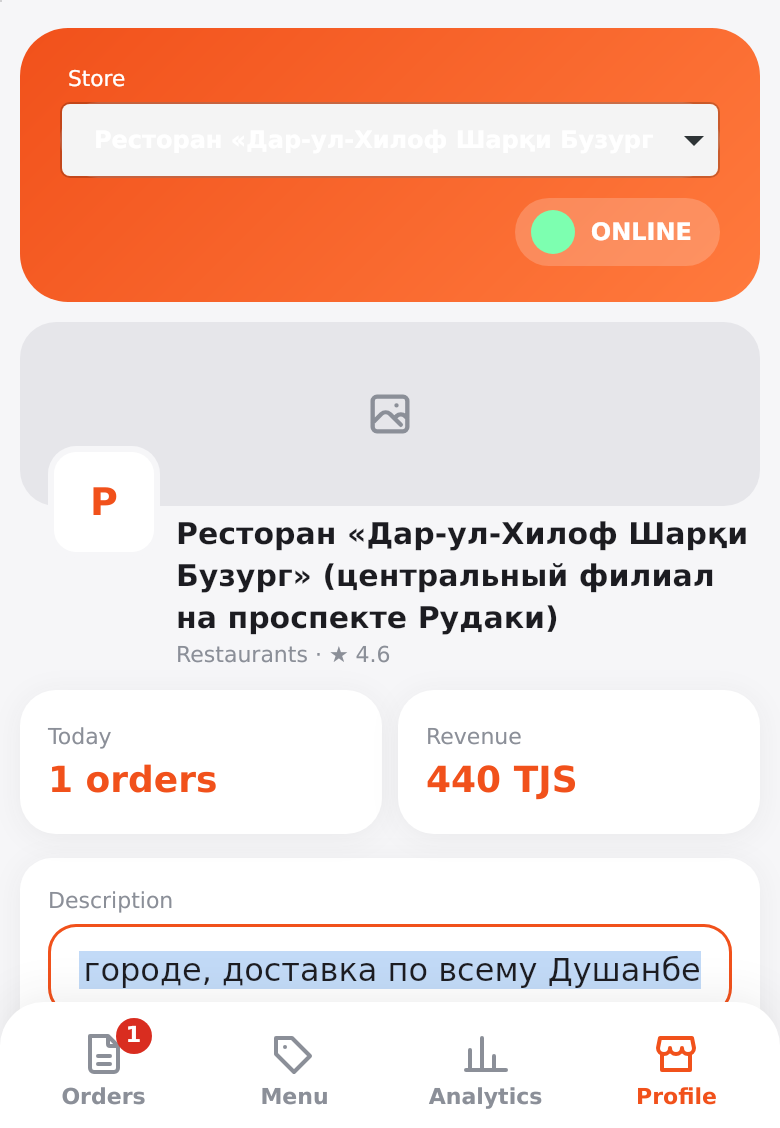 Store
Ресторан «Дар-ул-Хилоф Шарқи Бузург
ONLINE
Р
Ресторан «Дар-ул-Хилоф Шарқи
Бузург» (центральный филиал
на проспекте Рудаки)
Restaurants · ★ 4.6
Today
1 orders
Revenue
440 TJS
Description
городе, доставка по всему Душанбе
1
Orders
Menu
Analytics
Profile